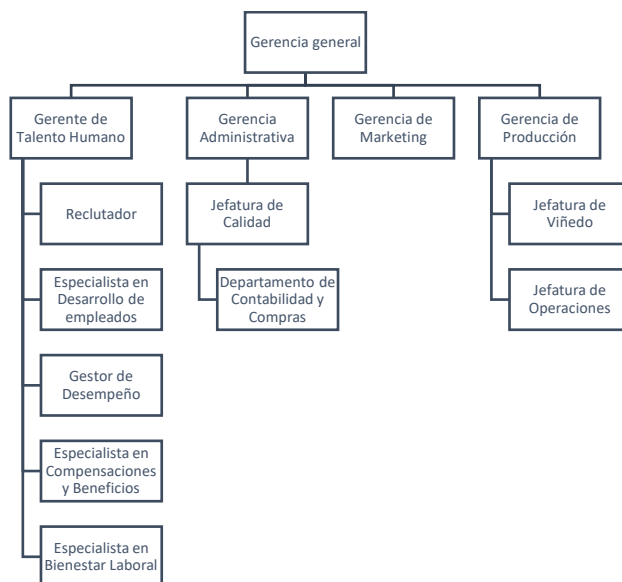 Gerencia general
Gerente de
Talento Humano
Gerencia
Administrativa
Gerencia de
Marketing
Gerencia de
Producción
Reclutador
Especialista en
Desarrollo de
empleados
Gestor de
Desempeño
Especialista en
Compensaciones
y Beneficios
Especialista en
Bienestar Laboral
Jefatura de
Calidad
Departamento de
Contabilidad y
Compras
Jefatura de
Viñedo
Jefatura de
Operaciones